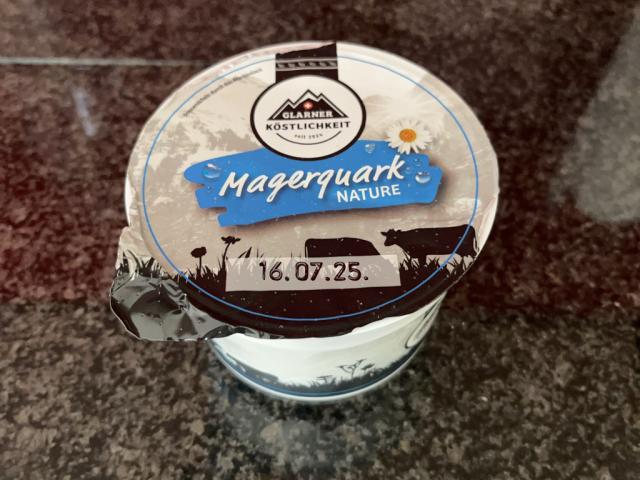 GLARNER
KÖSTLICHKEIT
Magerquark
NATURE
16.07.25.